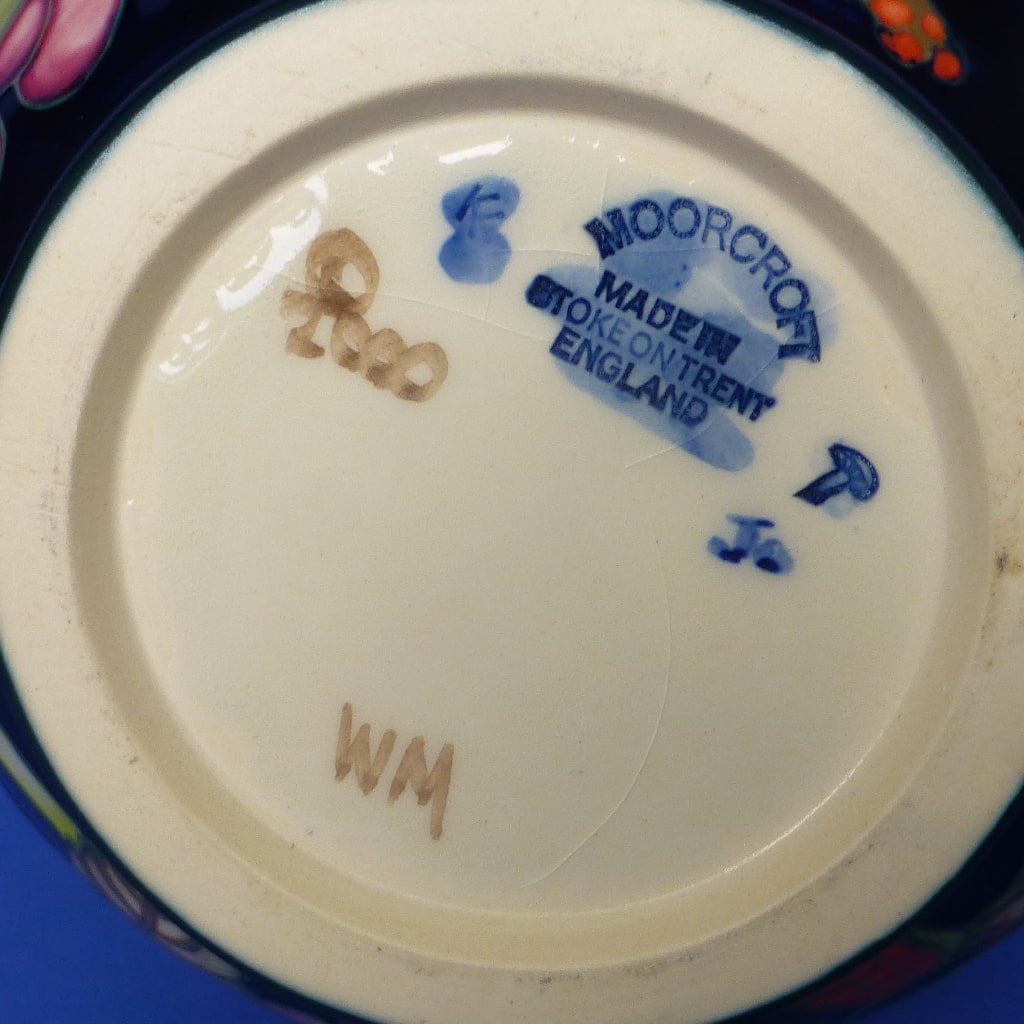 MOORCROFT
MADE IN
STOKE ON TRENT
ENGLAND
WM